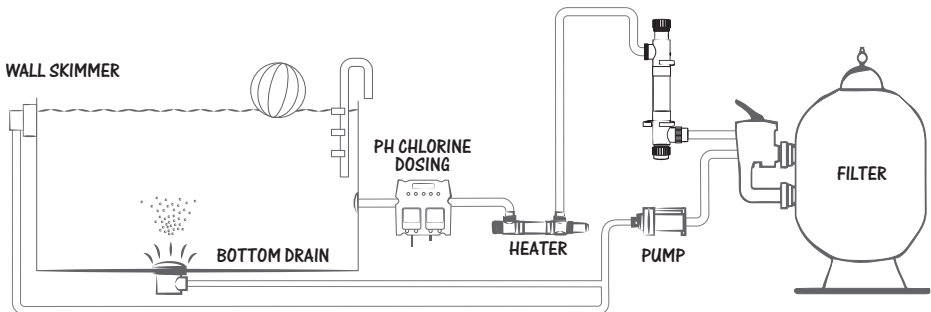 WALL SKIMMER
PH CHLORINE
DOSING
FILTER
BOTTOM DRAIN
HEATER
PUMP